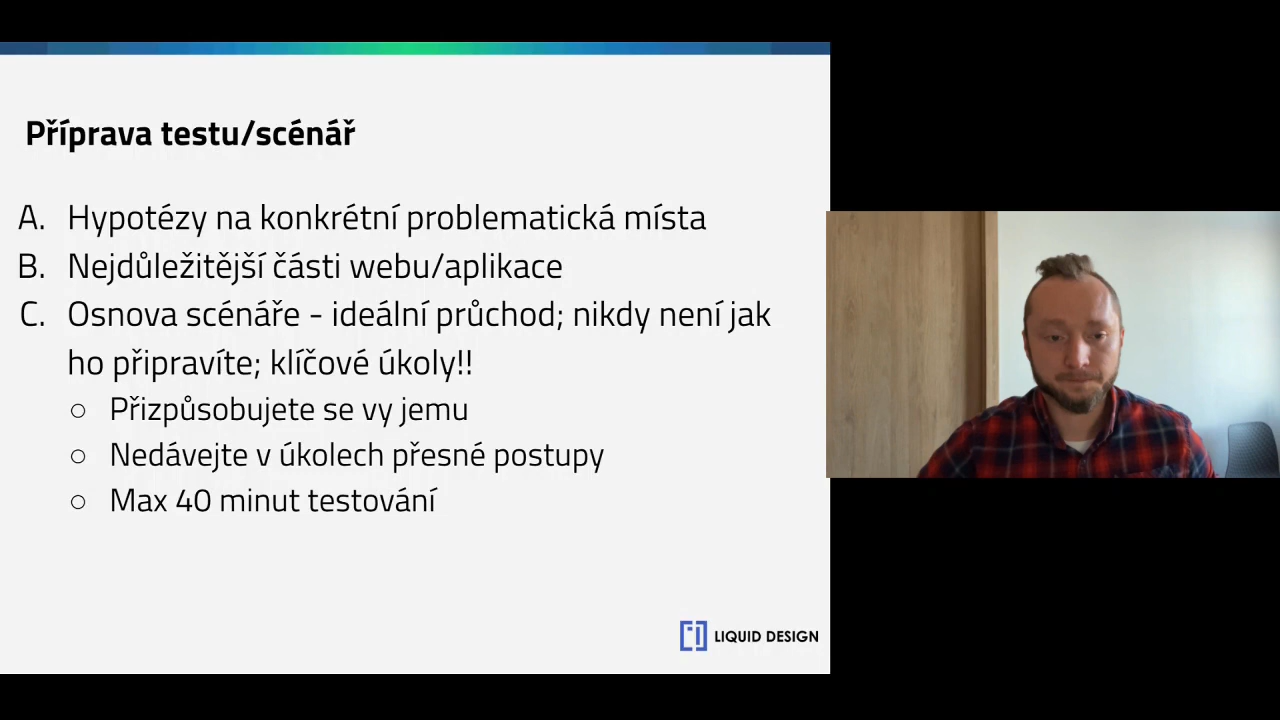 Příprava testu/scénář
A. Hypotézy na konkrétní problematická místa
B. Nejdůležitější části webu/aplikace
C. Osnova scénáře - ideální průchod; nikdy není jak
ho připravíte; klíčové úkoly!!
○ Přizpůsobujete se vy jemu
○ Nedávejte v úkolech přesné postupy
○ Max 40 minut testování
LIQUID DESIGN